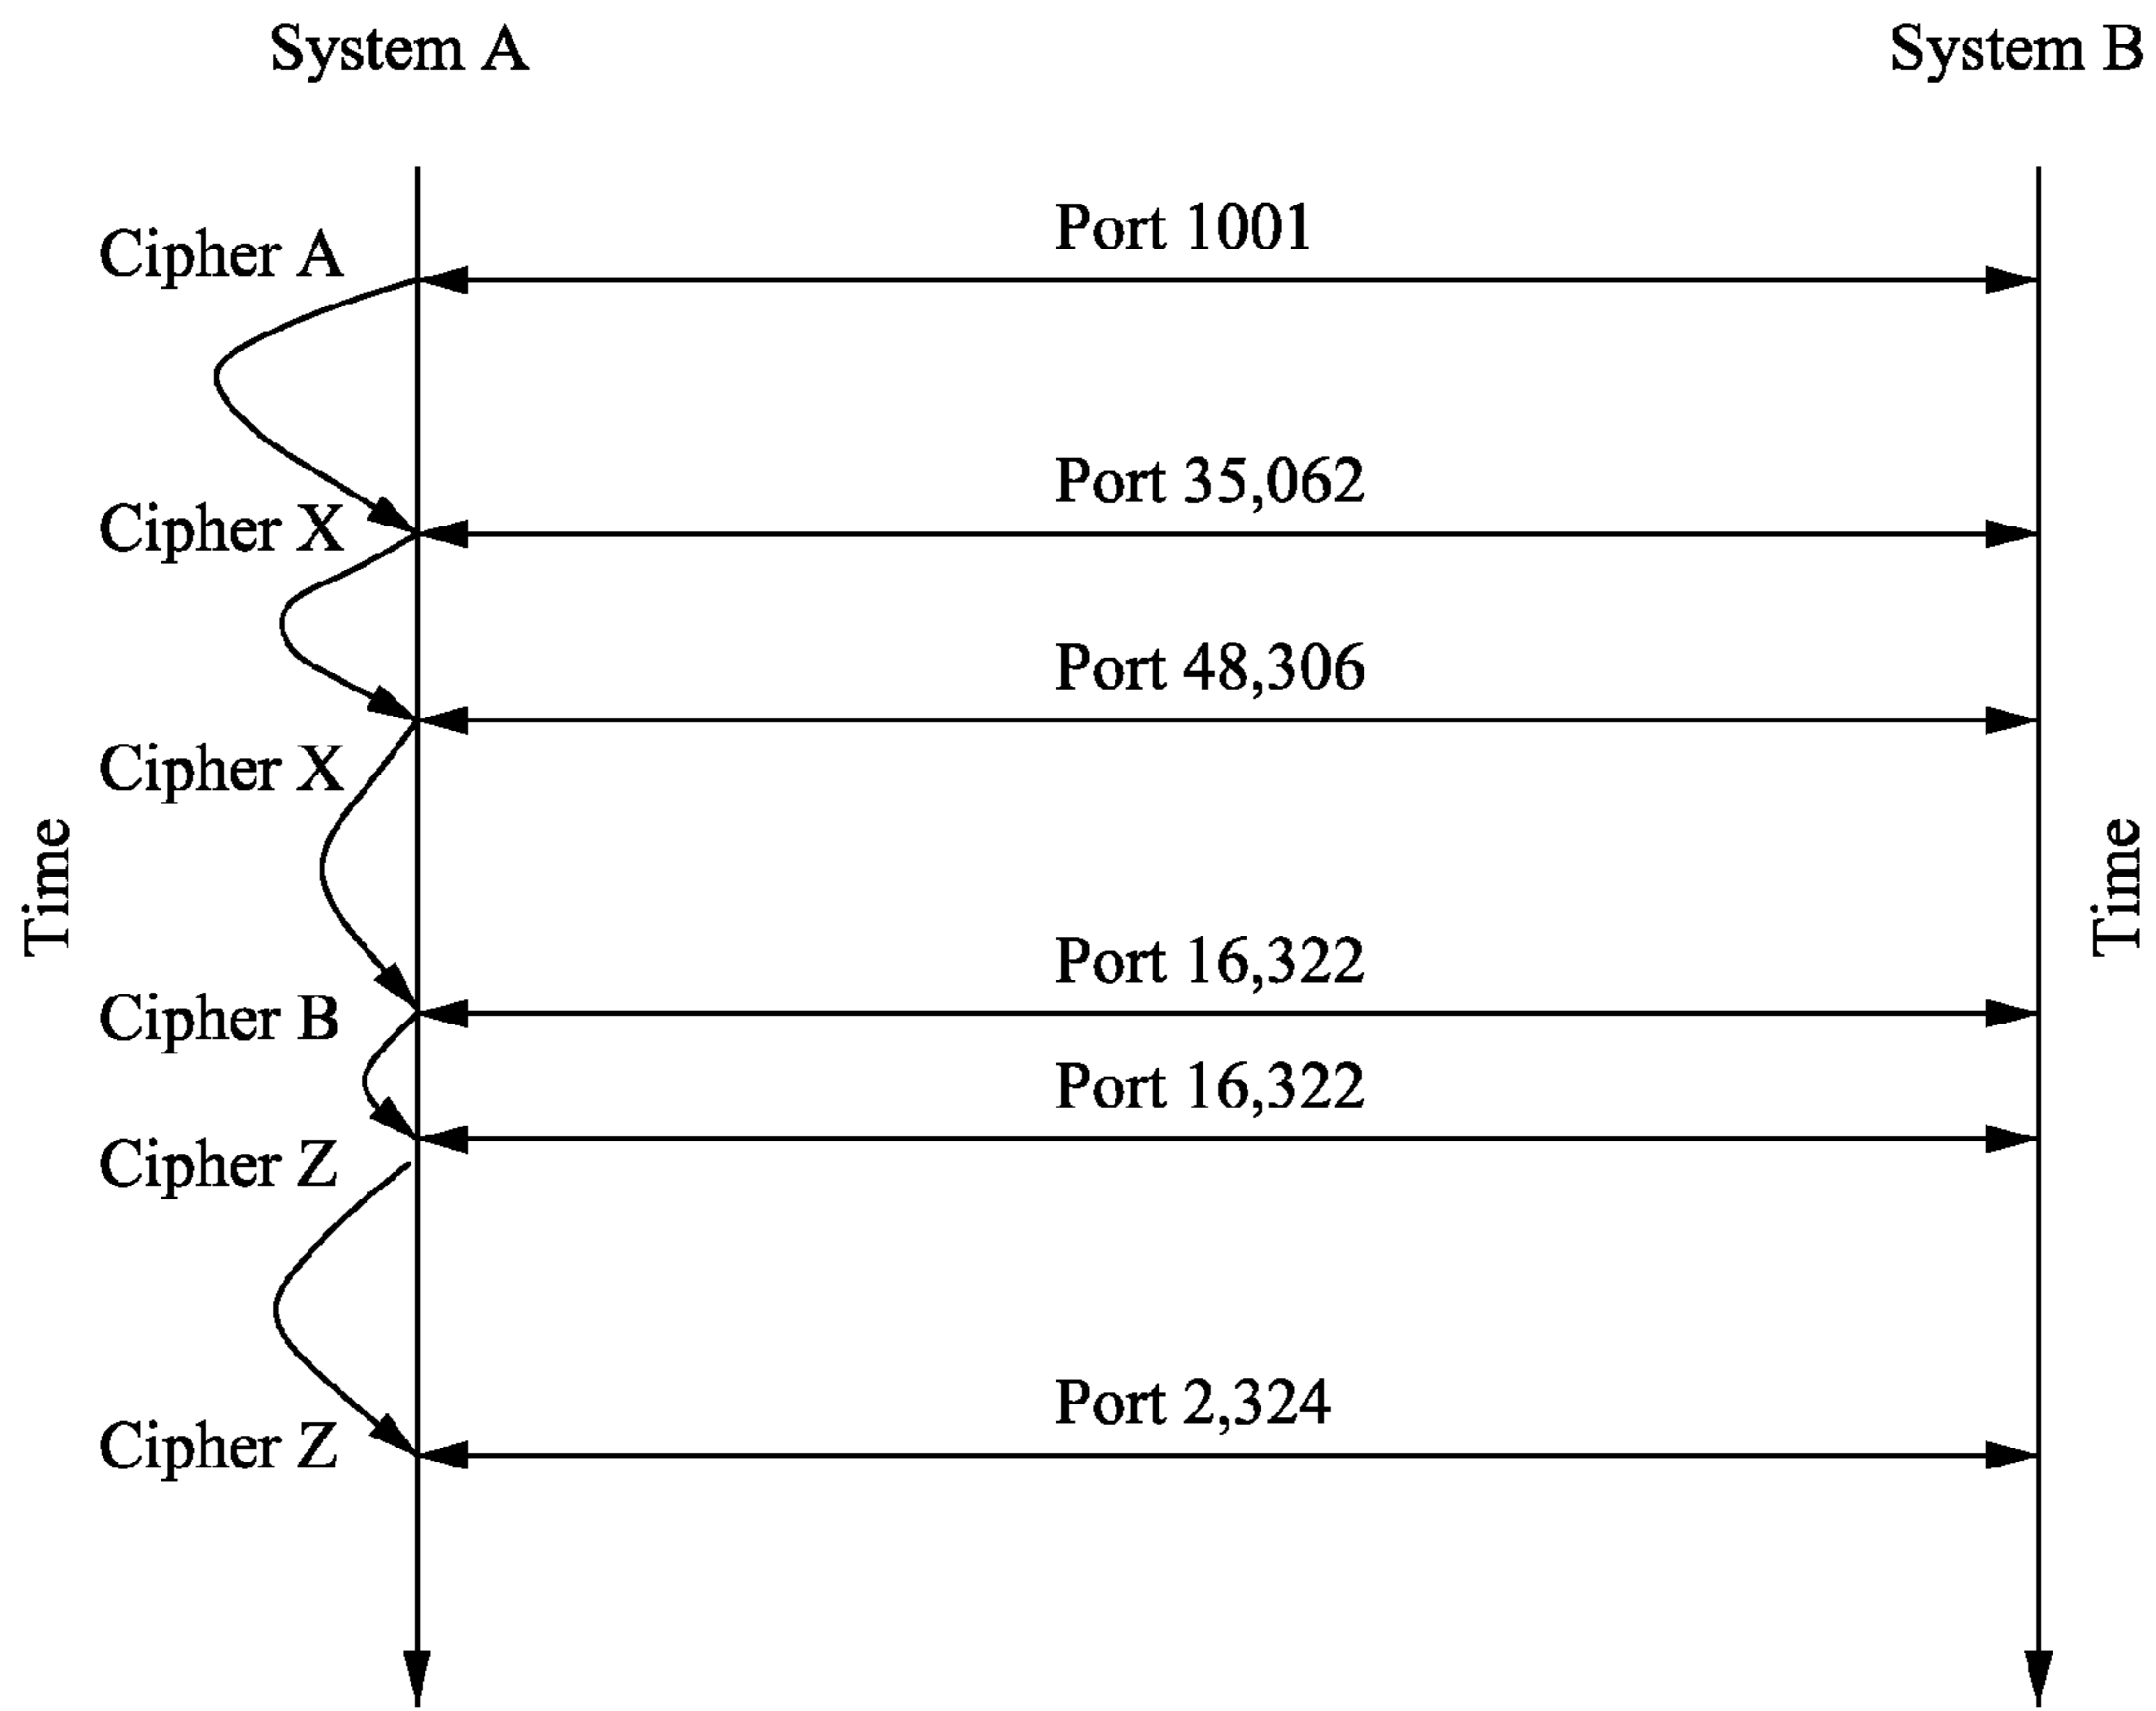 System A
System B
Port 1001
Cipher A
Port 35,062
Cipher X
Port 48,306
Cipher X
Time
Time
Port 16,322
Cipher B
Port 16,322
Cipher Z
Port 2,324
Cipher Z